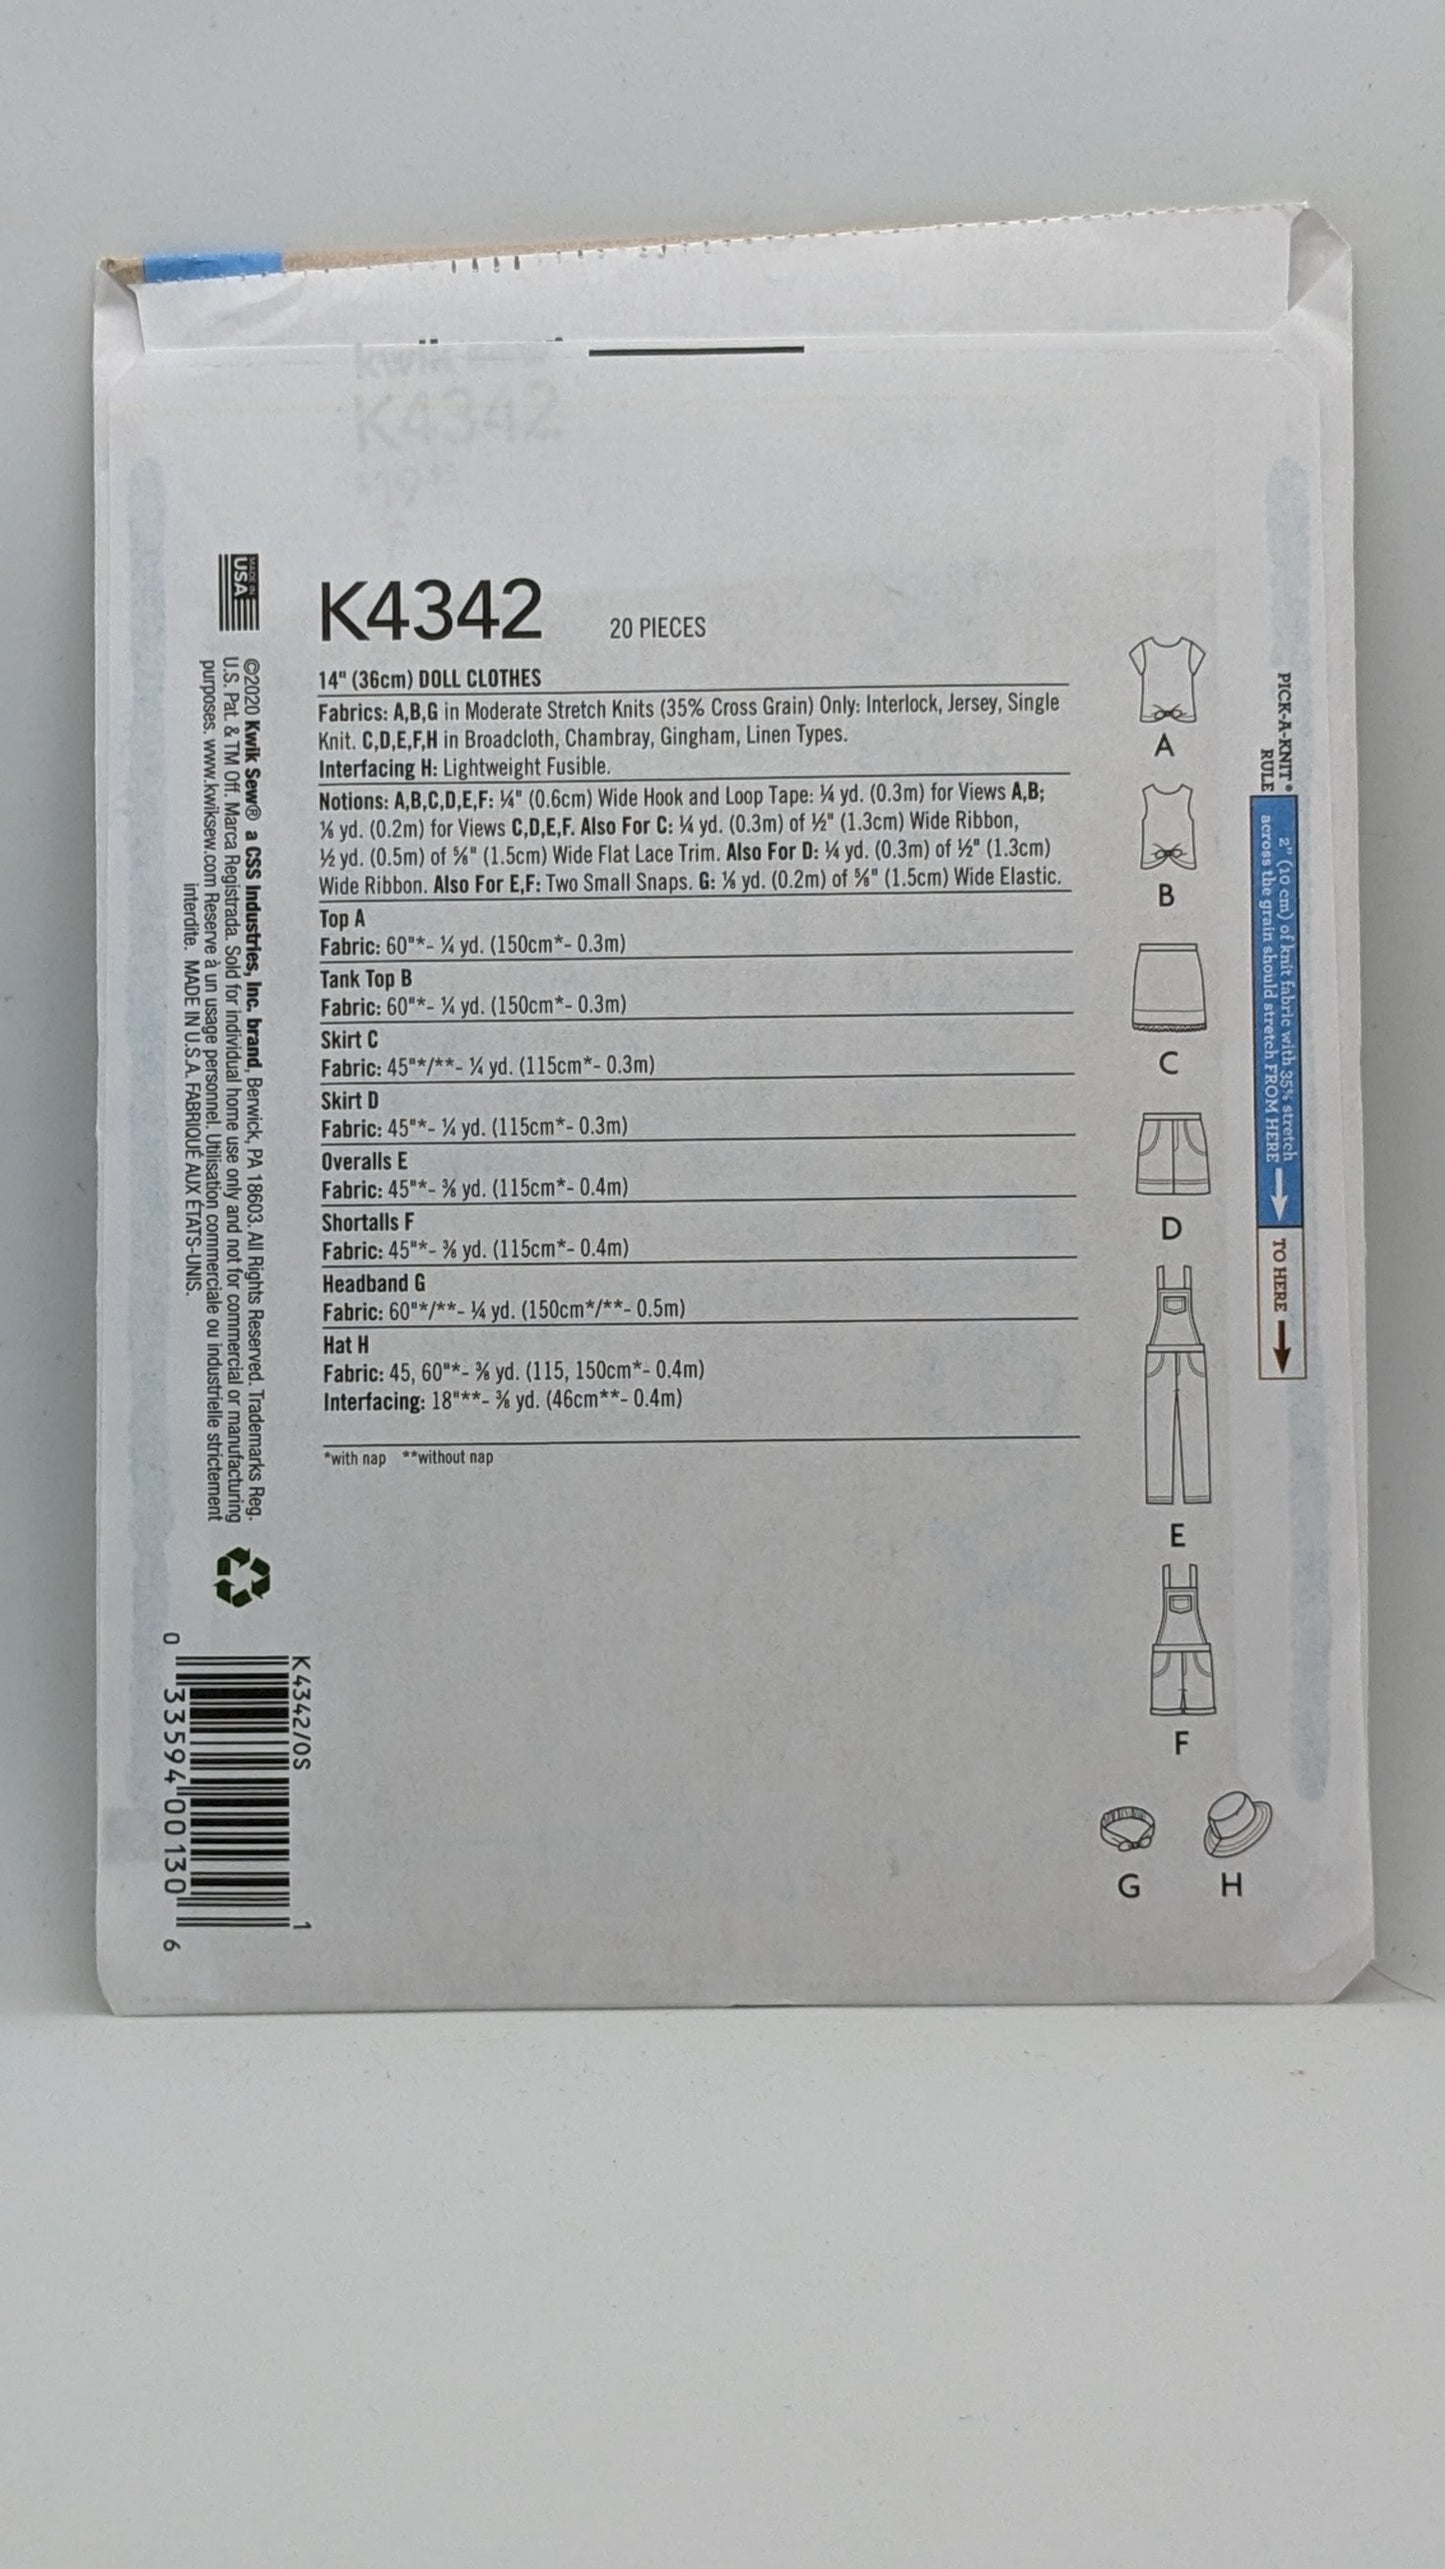 K4342
K4342
20 PIECES
14" (36cm) DOLL CLOTHES
Fabrics: A,B,G in Moderate Stretch Knits (35% Cross Grain) Only: Interlock, Jersey, Single
Knit. C,D,E,F,H in Broadcloth, Chambray, Gingham, Linen Types.
Interfacing H: Lightweight Fusible.
Notions: A,B,C,D,E,F: ¼" (0.6cm) Wide Hook and Loop Tape: ¼ yd. (0.3m) for Views A,B;
⅛ yd. (0.2m) for Views C,D,E,F. Also For C: ¼ yd. (0.3m) of ½" (1.3cm) Wide Ribbon,
½ yd. (0.5m) of ⅝" (1.5cm) Wide Flat Lace Trim. Also For D: ¼ yd. (0.3m) of ½" (1.3cm)
Wide Ribbon. Also For E,F: Two Small Snaps. G: ⅛ yd. (0.2m) of ⅝" (1.5cm) Wide Elastic.
Top A
Fabric: 60"*- ¼ yd. (150cm*- 0.3m)
Tank Top B
Fabric: 60"*- ¼ yd. (150cm*- 0.3m)
Skirt C
Fabric: 45"*/**- ¼ yd. (115cm*- 0.3m)
Skirt D
Fabric: 45"*- ¼ yd. (115cm*- 0.3m)
Overalls E
Fabric: 45"*- ⅜ yd. (115cm*- 0.4m)
Shortalls F
Fabric: 45"*- ⅜ yd. (115cm*- 0.4m)
Headband G
Fabric: 60"*/**- ¼ yd. (150cm*/**- 0.5m)
Hat H
Fabric: 45, 60"*- ⅜ yd. (115, 150cm*- 0.4m)
Interfacing: 18"**- ⅜ yd. (46cm**- 0.4m)
*with nap **without nap
A
B
C
D
E
F
G
H
PICK-A-KNIT®
RULE
2" (10 cm) of knit fabric with 35% stretch
across the grain should stretch FROM HERE
TO HERE
MADE IN
USA
©2020 Kwik Sew® a CSS Industries, Inc. brand, Berwick, PA 18603. All Rights Reserved. Trademarks Reg.
U.S. Pat. & TM Off. Marca Registrada. Sold for individual home use only and not for commercial or manufacturing
purposes. www.kwiksew.com Reserve à un usage personnel. Utilisation commerciale ou industrielle strictement
interdite. MADE IN U.S.A. FABRIQUÉ AUX ÉTATS-UNIS.
K4342/OS
1
0 33594 00130 6